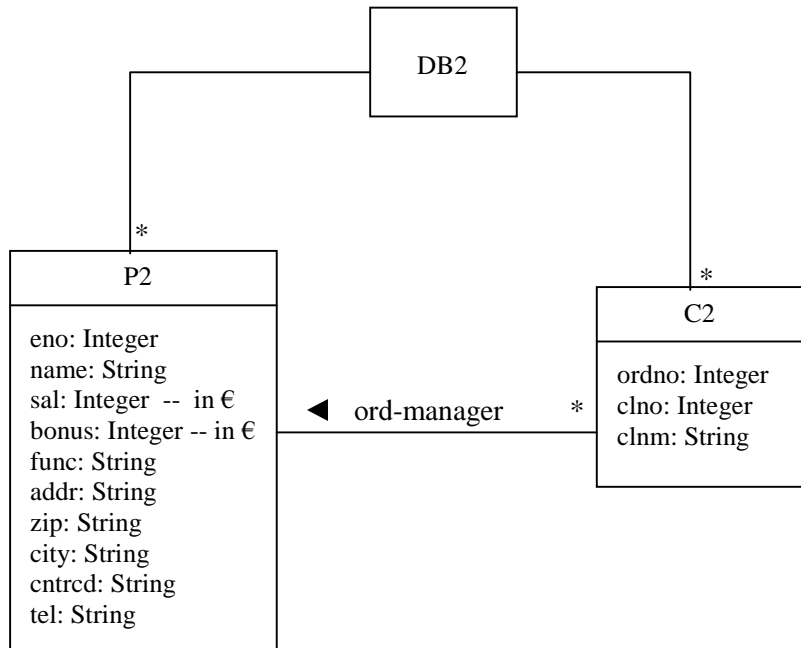 DB2
*
*
P2
eno: Integer
name: String
sal: Integer -- in €
bonus: Integer -- in €
func: String
addr: String
zip: String
city: String
cntrcd: String
tel: String
◄ ord-manager *
C2
ordno: Integer
clno: Integer
clnm: String